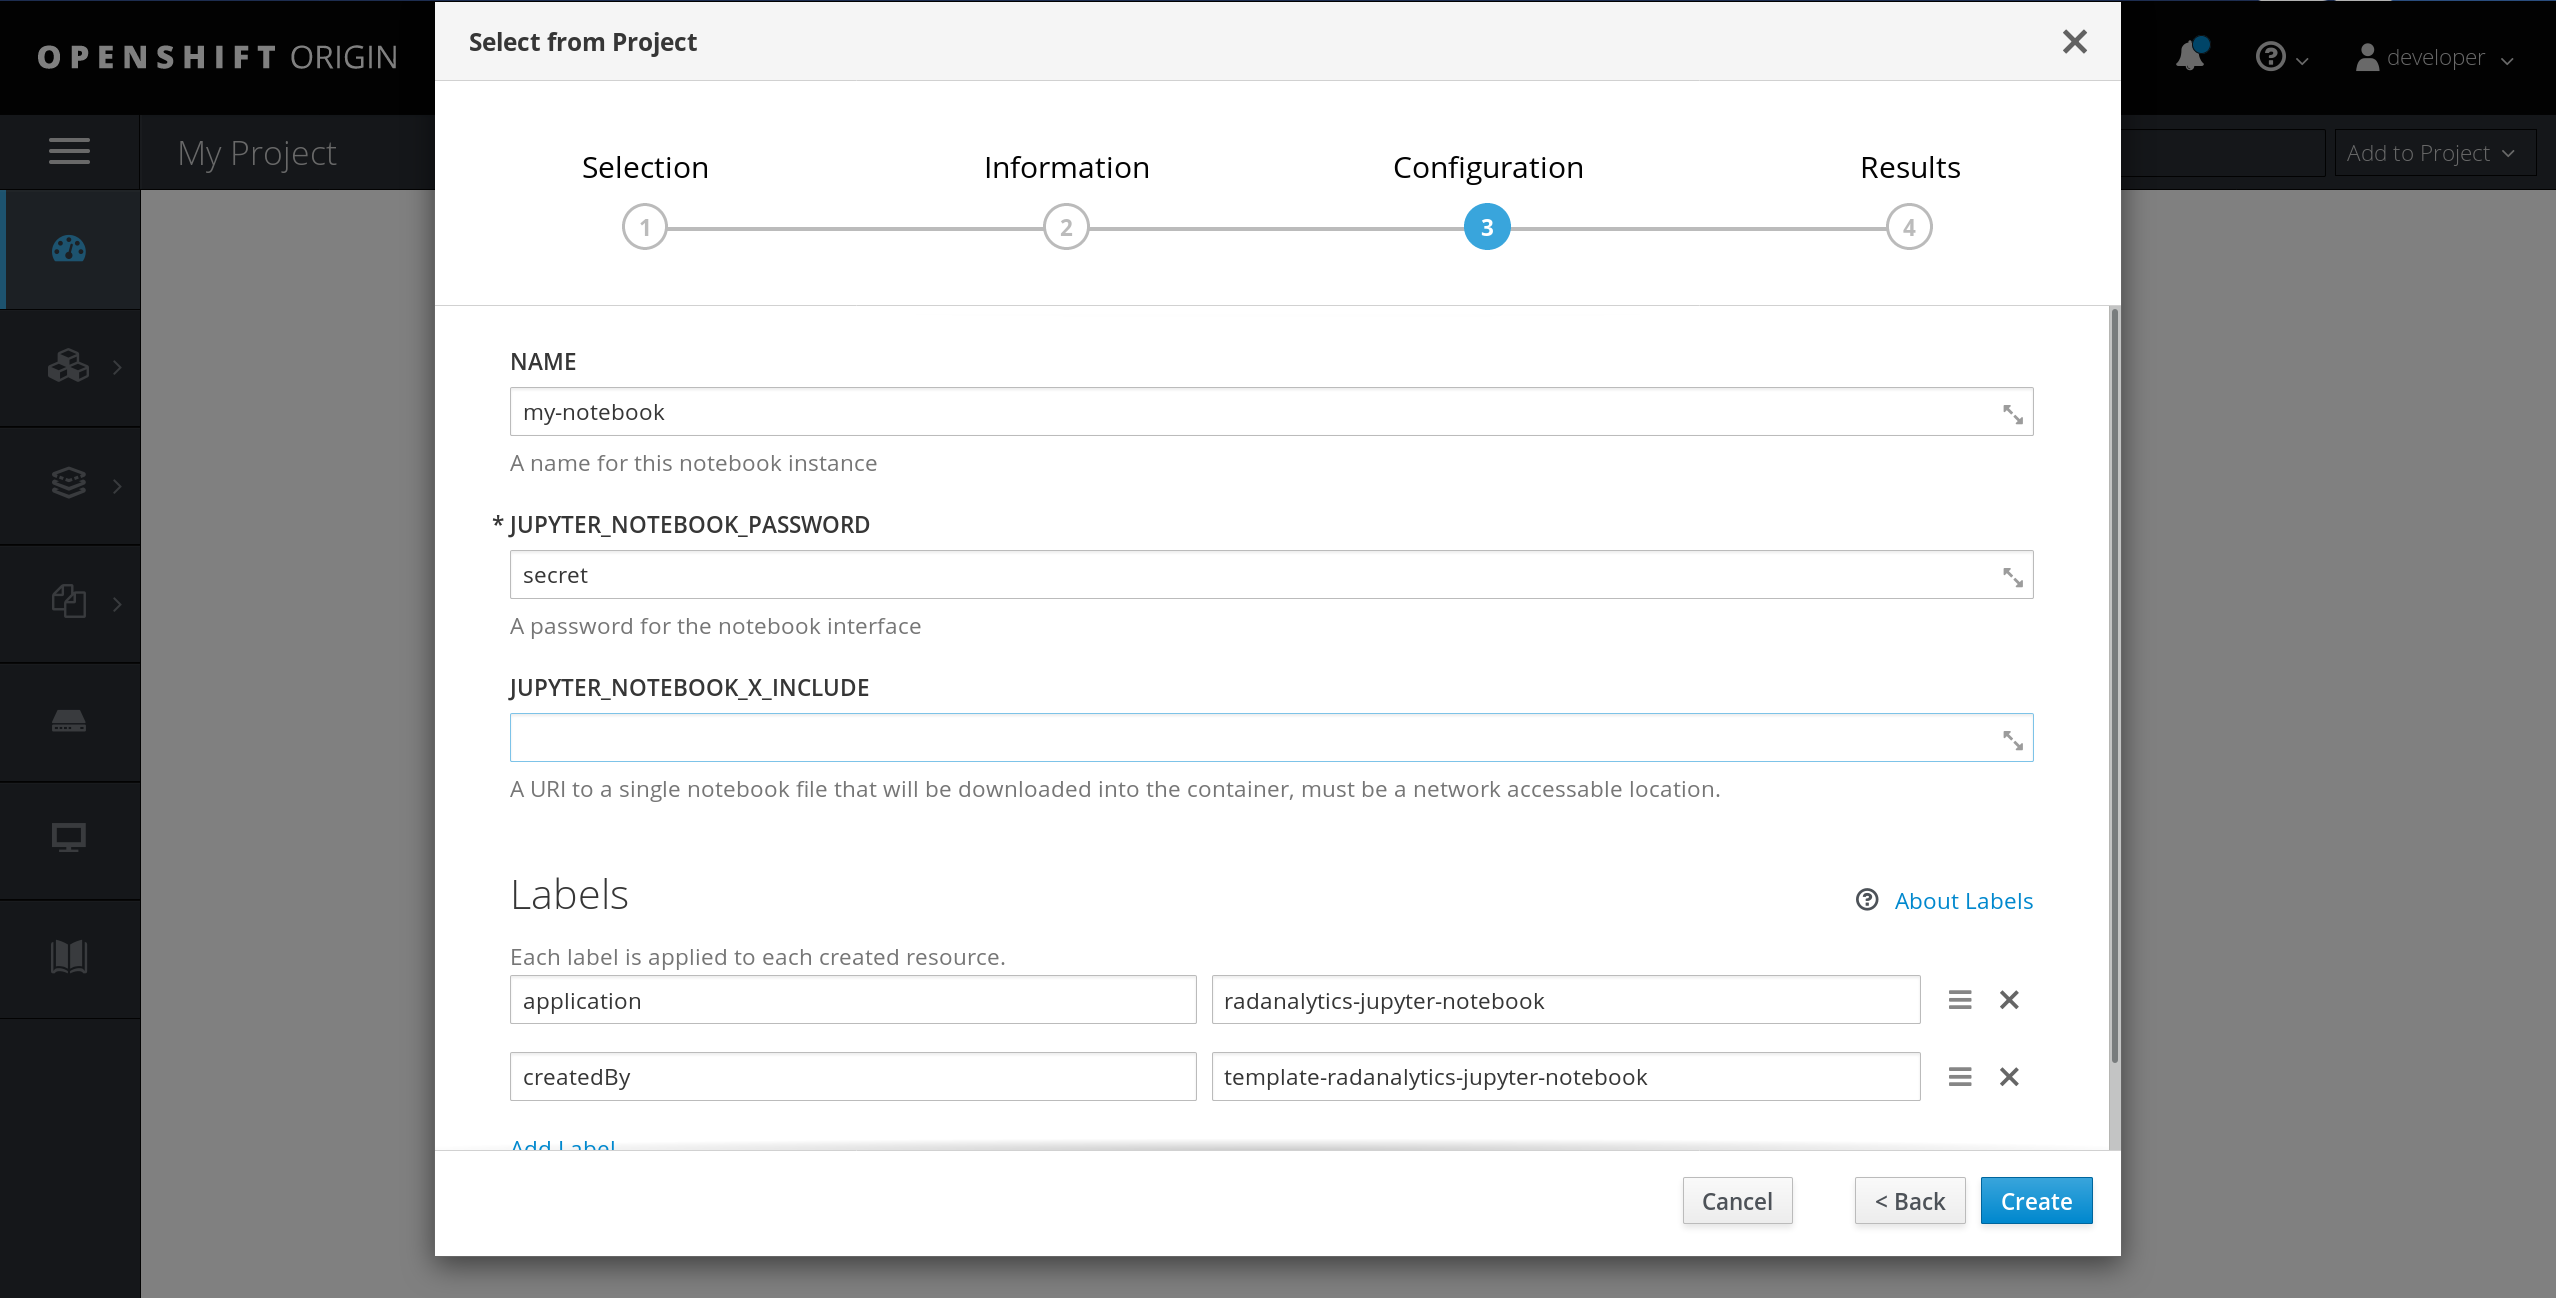 OPENSHIFT ORIGIN
Select from Project
developer
My Project
Add to Project
Selection
Information
Configuration
Results
1
2
3
4
NAME
my-notebook
A name for this notebook instance
* JUPYTER_NOTEBOOK_PASSWORD
secret
A password for the notebook interface
JUPYTER_NOTEBOOK_X_INCLUDE
A URI to a single notebook file that will be downloaded into the container, must be a network accessable location.
Labels
About Labels
Each label is applied to each created resource.
application
radanalytics-jupyter-notebook
createdBy
template-radanalytics-jupyter-notebook
Add Label
Cancel
< Back
Create